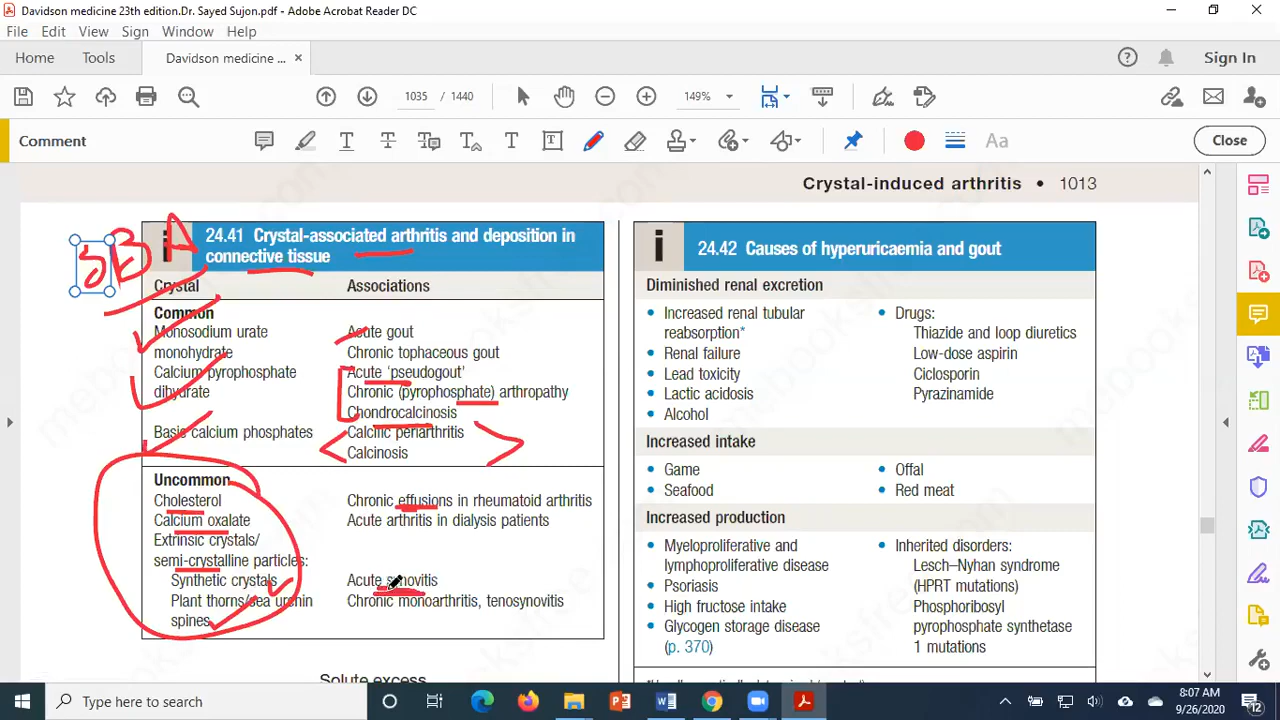 Davidson medicine 23th edition.Dr. Sayed Sujon.pdf - Adobe Acrobat Reader DC
File Edit View Sign Window Help
Home Tools Davidson medicine ... × Sign In
1035 / 1440 149%
Comment Close
Crystal-induced arthritis • 1013
SBA
i 24.41 Crystal-associated arthritis and deposition in
connective tissue
Crystal Associations
Common
Monosodium urate Acute gout
monohydrate Chronic tophaceous gout
Calcium pyrophosphate Acute ‘pseudogout’
dihydrate Chronic (pyrophosphate) arthropathy
Chondrocalcinosis
Basic calcium phosphates Calcific periarthritis
Calcinosis
Uncommon
Cholesterol Chronic effusions in rheumatoid arthritis
Calcium oxalate Acute arthritis in dialysis patients
Extrinsic crystals/
semi-crystalline particles:
Synthetic crystals Acute synovitis
Plant thorns/sea urchin Chronic monoarthritis, tenosynovitis
spines
Solute excess
i 24.42 Causes of hyperuricaemia and gout
Diminished renal excretion
• Increased renal tubular
reabsorption*
• Renal failure
• Lead toxicity
• Lactic acidosis
• Alcohol
• Drugs:
Thiazide and loop diuretics
Low-dose aspirin
Ciclosporin
Pyrazinamide
Increased intake
• Game
• Seafood
• Offal
• Red meat
Increased production
• Myeloproliferative and
lymphoproliferative disease
• Psoriasis
• High fructose intake
• Glycogen storage disease
(p. 370)
• Inherited disorders:
Lesch–Nyhan syndrome
(HPRT mutations)
Phosphoribosyl
pyrophosphate synthetase
1 mutations
Type here to search
8:07 AM
9/26/2020
12